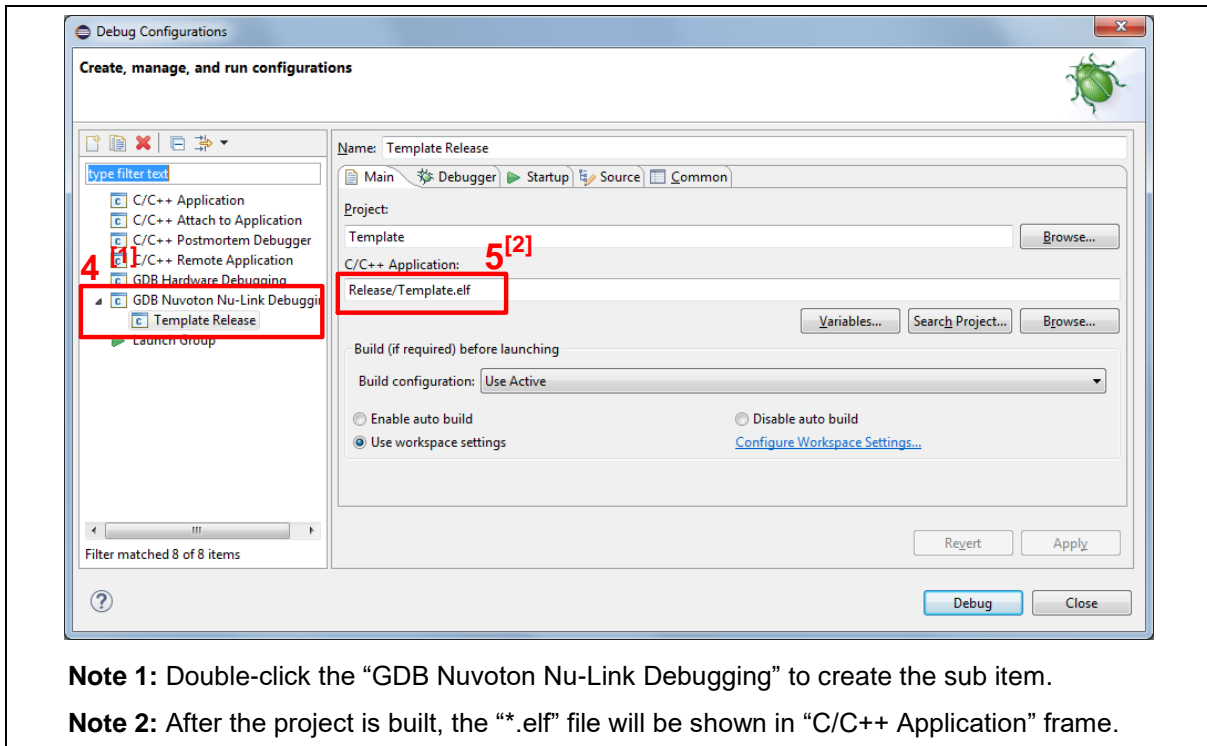 Debug Configurations
Create, manage, and run configurations
type filter text
C/C++ Application
C/C++ Attach to Application
C/C++ Postmortem Debugger
C/C++ Remote Application
GDB Hardware Debugging
GDB Nuvoton Nu-Link Debuggin
Template Release
Launch Group
4 [1]
Filter matched 8 of 8 items
Name: Template Release
Main Debugger Startup Source Common
Project:
Template Browse...
C/C++ Application: 5[2]
Release/Template.elf
Variables... Search Project... Browse...
Build (if required) before launching
Build configuration: Use Active
Enable auto build Disable auto build
Use workspace settings Configure Workspace Settings...
Revert Apply
? Debug Close
Note 1: Double-click the “GDB Nuvoton Nu-Link Debugging” to create the sub item.
Note 2: After the project is built, the “*.elf” file will be shown in “C/C++ Application” frame.